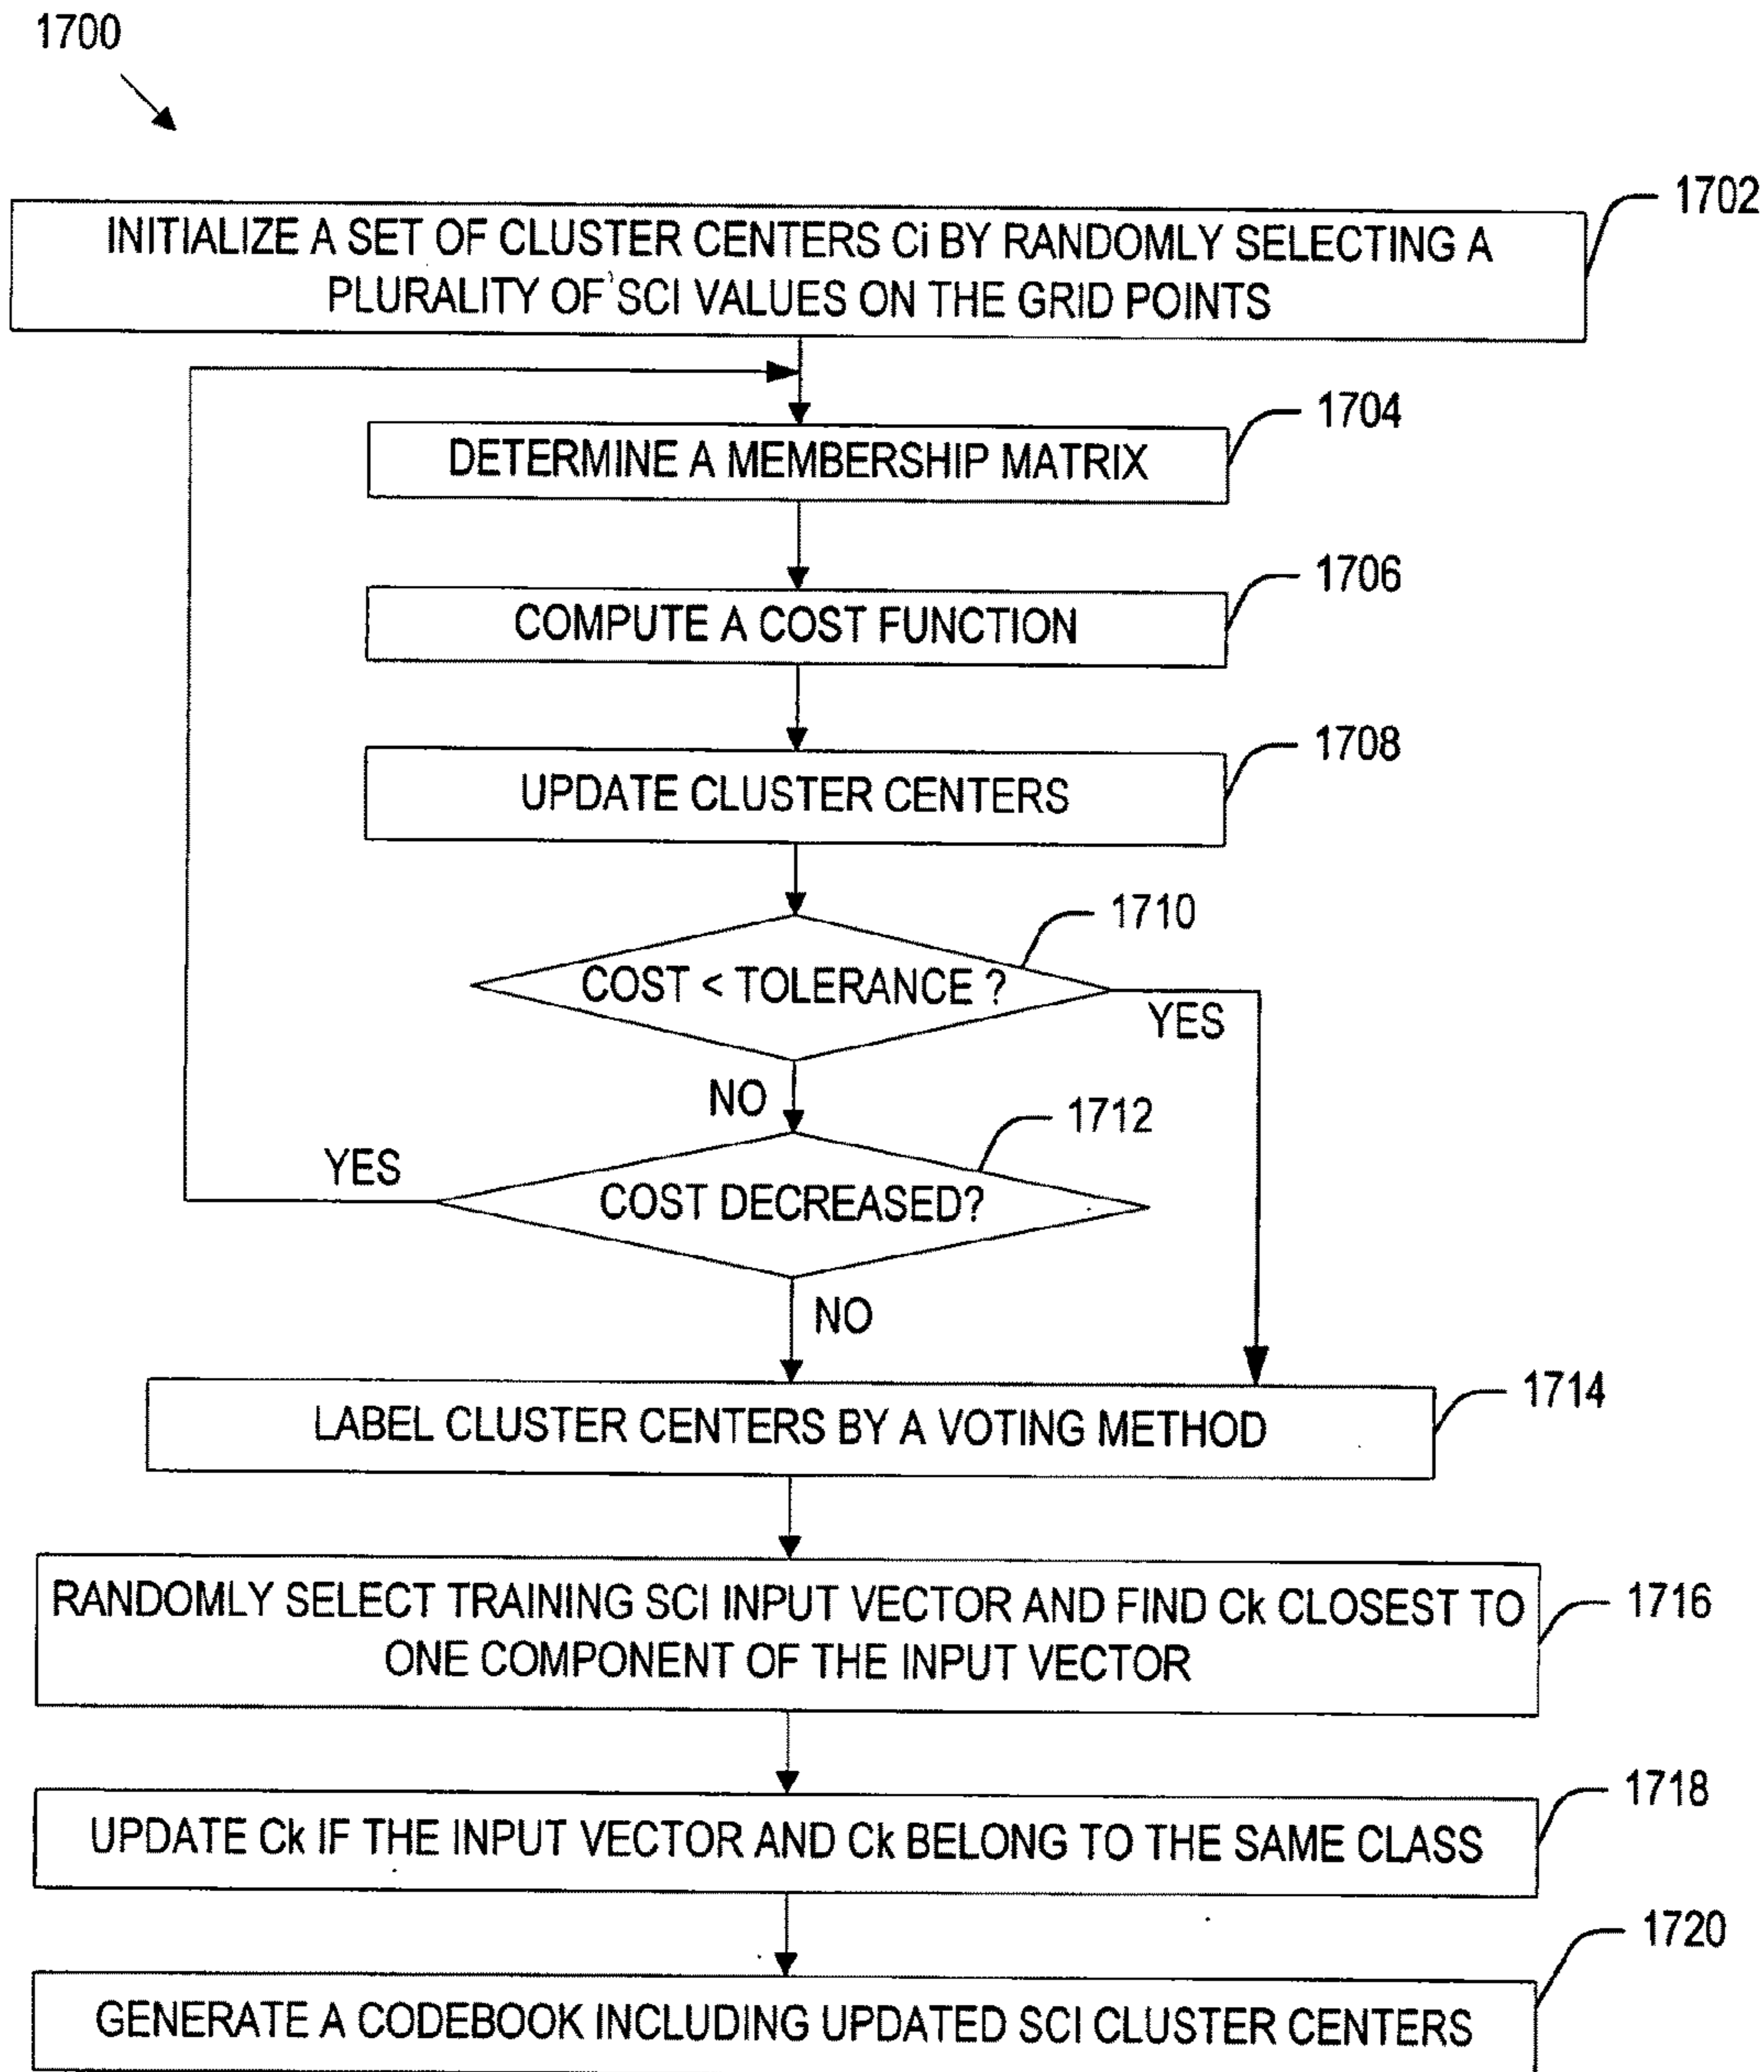 1700
1702
INITIALIZE A SET OF CLUSTER CENTERS Ci BY RANDOMLY SELECTING A
PLURALITY OF SCI VALUES ON THE GRID POINTS
1704
DETERMINE A MEMBERSHIP MATRIX
1706
COMPUTE A COST FUNCTION
1708
UPDATE CLUSTER CENTERS
1710
COST < TOLERANCE ?
YES
NO
1712
YES
COST DECREASED?
NO
1714
LABEL CLUSTER CENTERS BY A VOTING METHOD
1716
RANDOMLY SELECT TRAINING SCI INPUT VECTOR AND FIND Ck CLOSEST TO
ONE COMPONENT OF THE INPUT VECTOR
1718
UPDATE Ck IF THE INPUT VECTOR AND Ck BELONG TO THE SAME CLASS
1720
GENERATE A CODEBOOK INCLUDING UPDATED SCI CLUSTER CENTERS